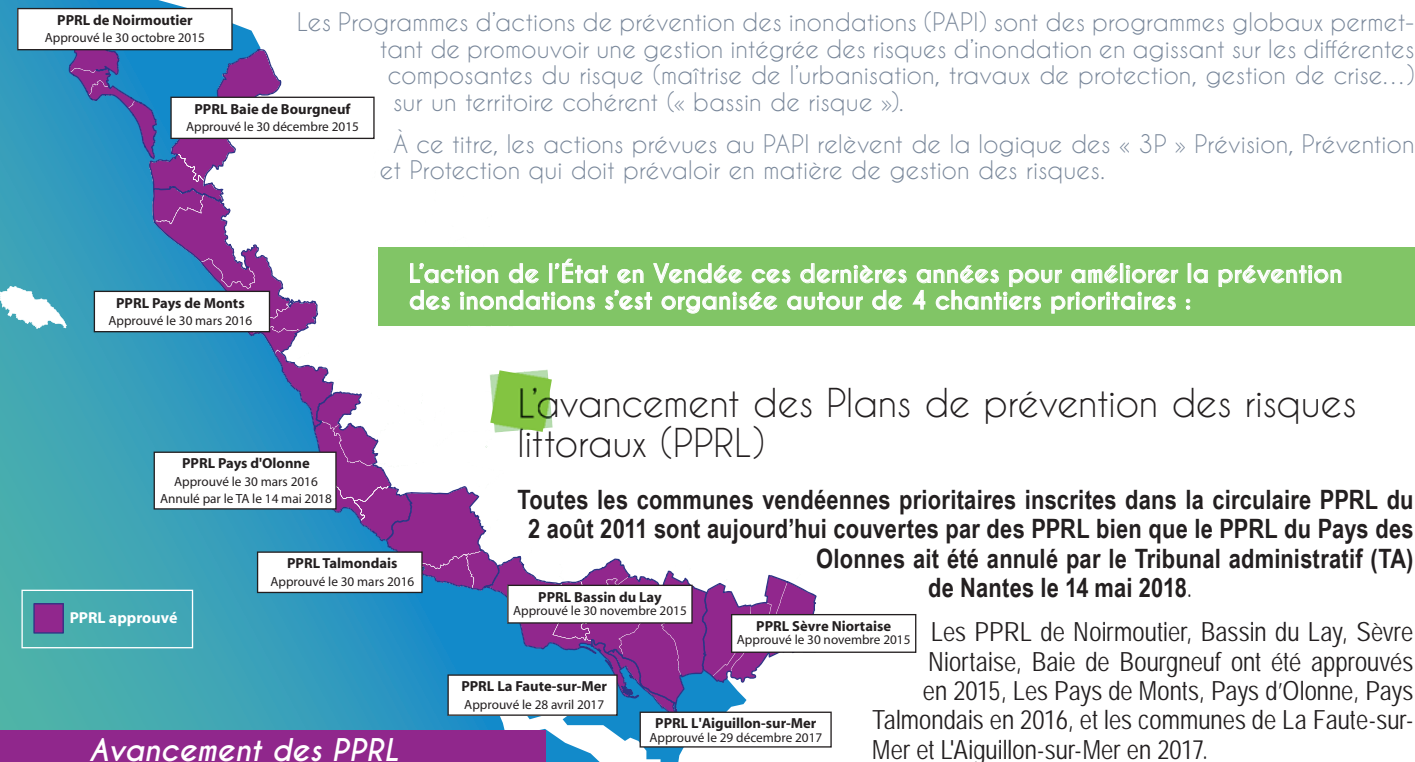 PPRL de Noirmoutier
Approuvé le 30 octobre 2015
PPRL Baie de Bourgneuf
Approuvé le 30 décembre 2015
PPRL Pays de Monts
Approuvé le 30 mars 2016
PPRL Pays d'Olonne
Approuvé le 30 mars 2016
Annulé par le TA le 14 mai 2018
PPRL Talmondais
Approuvé le 30 mars 2016
PPRL Bassin du Lay
Approuvé le 30 novembre 2015
PPRL Sèvre Niortaise
Approuvé le 30 novembre 2015
PPRL La Faute-sur-Mer
Approuvé le 28 avril 2017
PPRL L'Aiguillon-sur-Mer
Approuvé le 29 décembre 2017
PPRL approuvé
Avancement des PPRL
Les Programmes d'actions de prévention des inondations (PAPI) sont des programmes globaux permet-
tant de promouvoir une gestion intégrée des risques d'inondation en agissant sur les différentes
composantes du risque (maîtrise de l'urbanisation, travaux de protection, gestion de crise…)
sur un territoire cohérent (« bassin de risque »).
À ce titre, les actions prévues au PAPI relèvent de la logique des « 3P » Prévision, Prévention
et Protection qui doit prévaloir en matière de gestion des risques.
L'action de l'État en Vendée ces dernières années pour améliorer la prévention
des inondations s'est organisée autour de 4 chantiers prioritaires :
L'avancement des Plans de prévention des risques
littoraux (PPRL)
Toutes les communes vendéennes prioritaires inscrites dans la circulaire PPRL du
2 août 2011 sont aujourd'hui couvertes par des PPRL bien que le PPRL du Pays des
Olonnes ait été annulé par le Tribunal administratif (TA)
de Nantes le 14 mai 2018.
Les PPRL de Noirmoutier, Bassin du Lay, Sèvre
Niortaise, Baie de Bourgneuf ont été approuvés
en 2015, Les Pays de Monts, Pays d'Olonne, Pays
Talmondais en 2016, et les communes de La Faute-sur-
Mer et L'Aiguillon-sur-Mer en 2017.